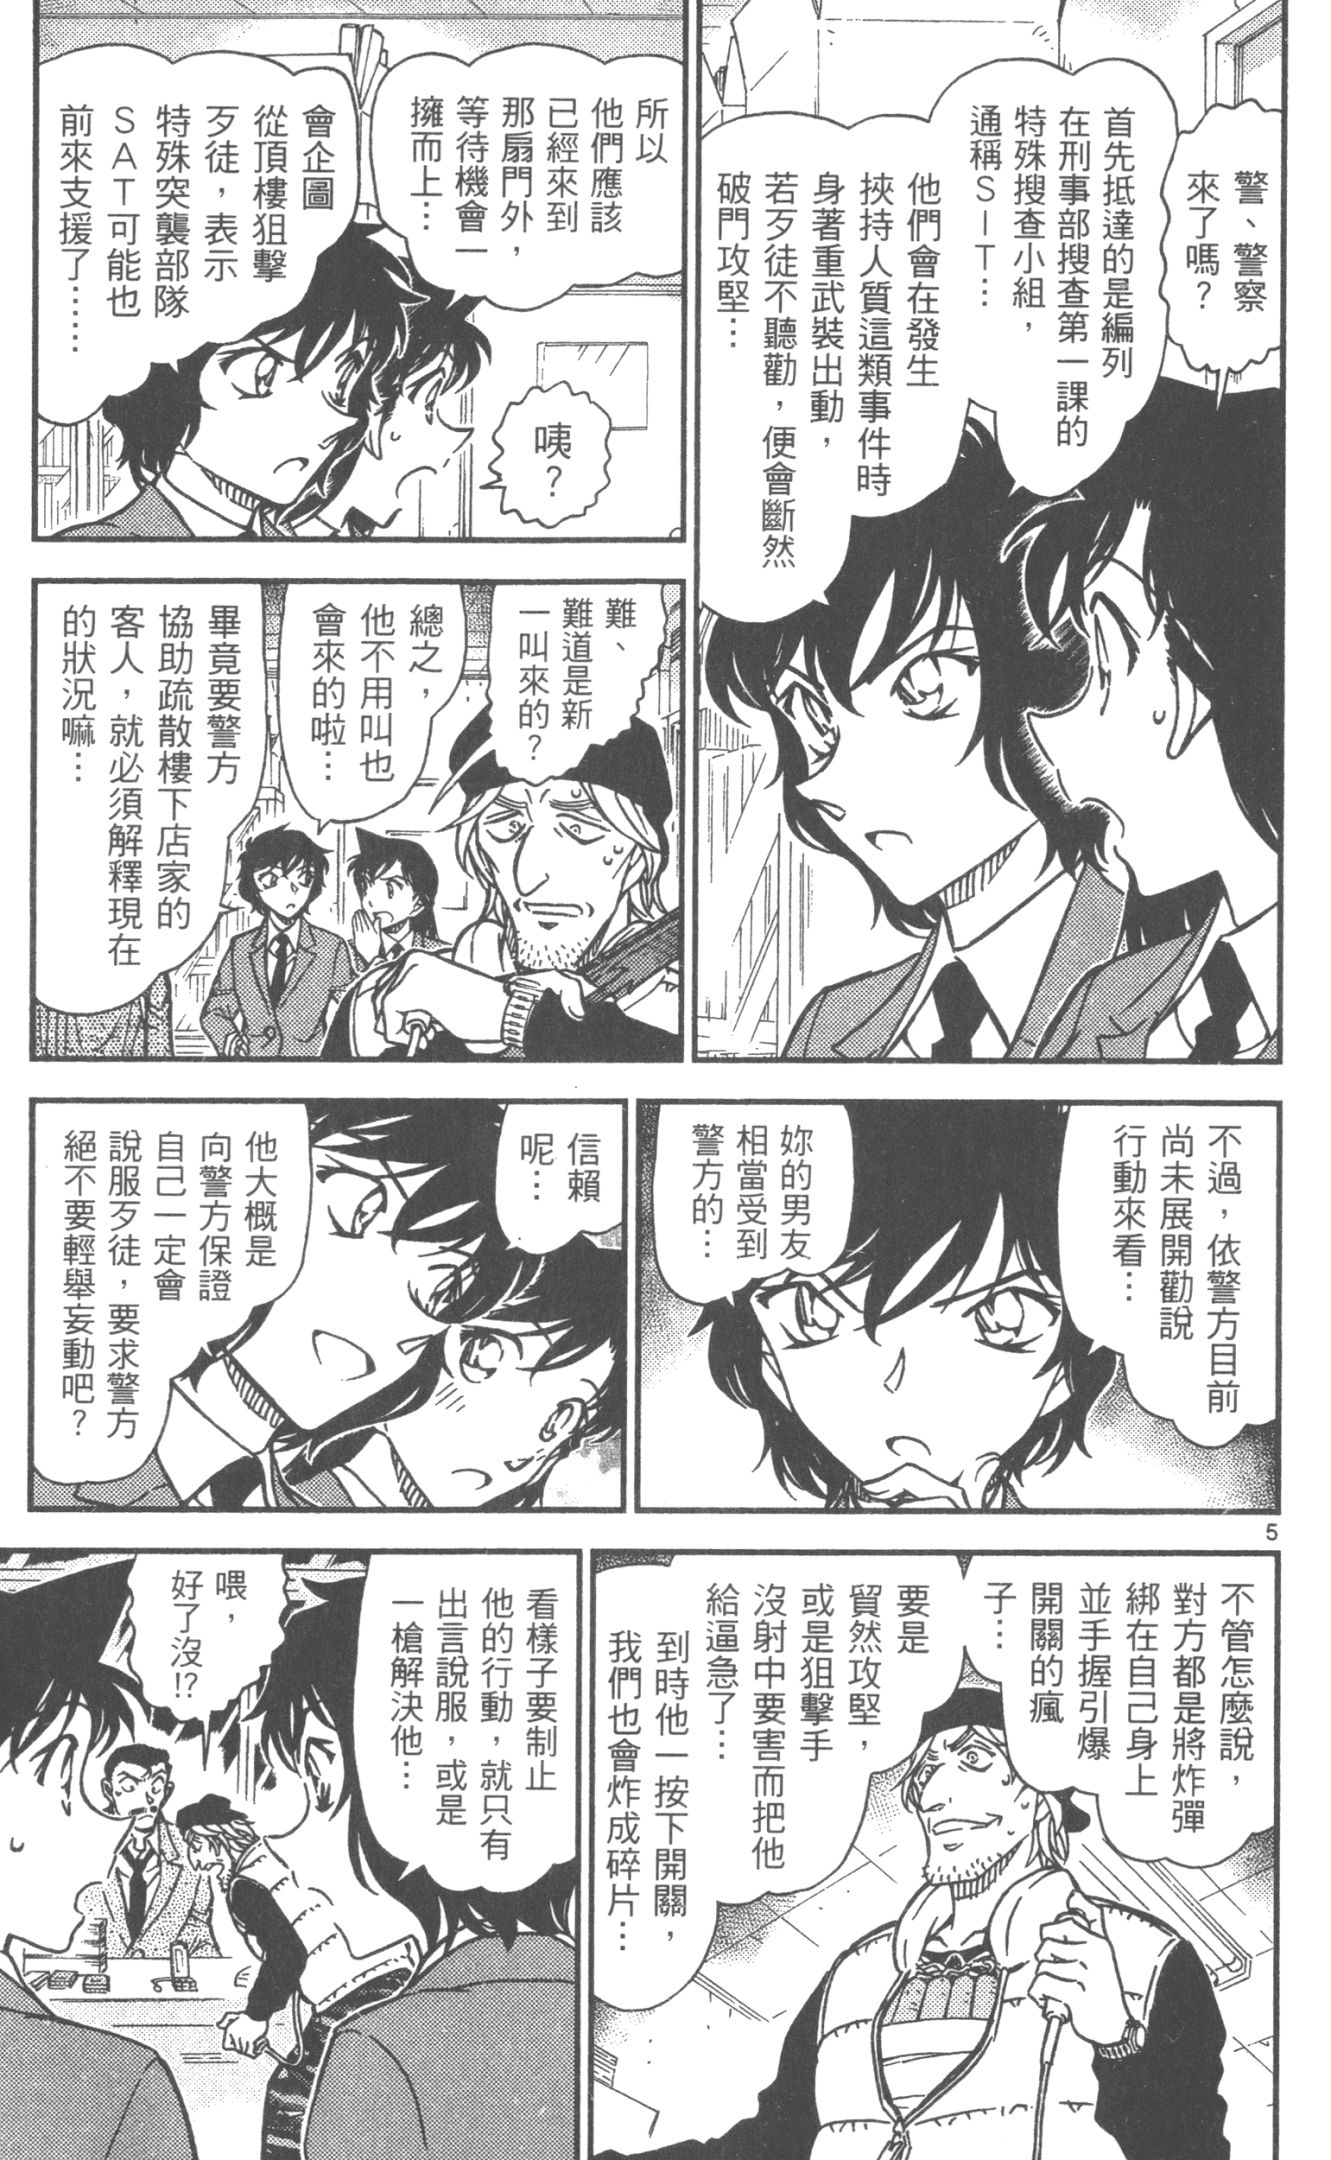 警、警察
來了嗎？
首先抵達的是編列
在刑事部搜查第一課的
特殊搜查小組，
通稱SIT…
他們會在發生
挾持人質這類事件時
身著重武裝出動，
若歹徒不聽勸，便會斷然
破門攻堅…
所以
他們應該
已經來到
那扇門外，
等待機會一
擁而上…
會企圖
從頂樓狙擊
歹徒，表示
特殊突襲部隊
SAT可能也
前來支援了……
咦？
難、
難道是新
一叫來的？
總之，
他不用叫也
會來的啦…
畢竟要警方
協助疏散樓下店家的
客人，就必須解釋現在
的狀況嘛…
不過，依警方目前
尚未展開勸說
行動來看…
妳的男友
相當受到
警方的…
信賴
呢…
他大概是
向警方保證
自己一定會
說服歹徒，要求警方
絕不要輕舉妄動吧？
5
不管怎麼說，
對方都是將炸彈
綁在自己身上
並手握引爆
開關的瘋
子…
要是
貿然攻堅，
或是狙擊手
沒射中要害而把他
給逼急了…
到時他一按下開關，
我們也會炸成碎片…
看樣子要制止
他的行動，就只有
出言說服，或是
一槍解決他…
喂，
好了沒!?